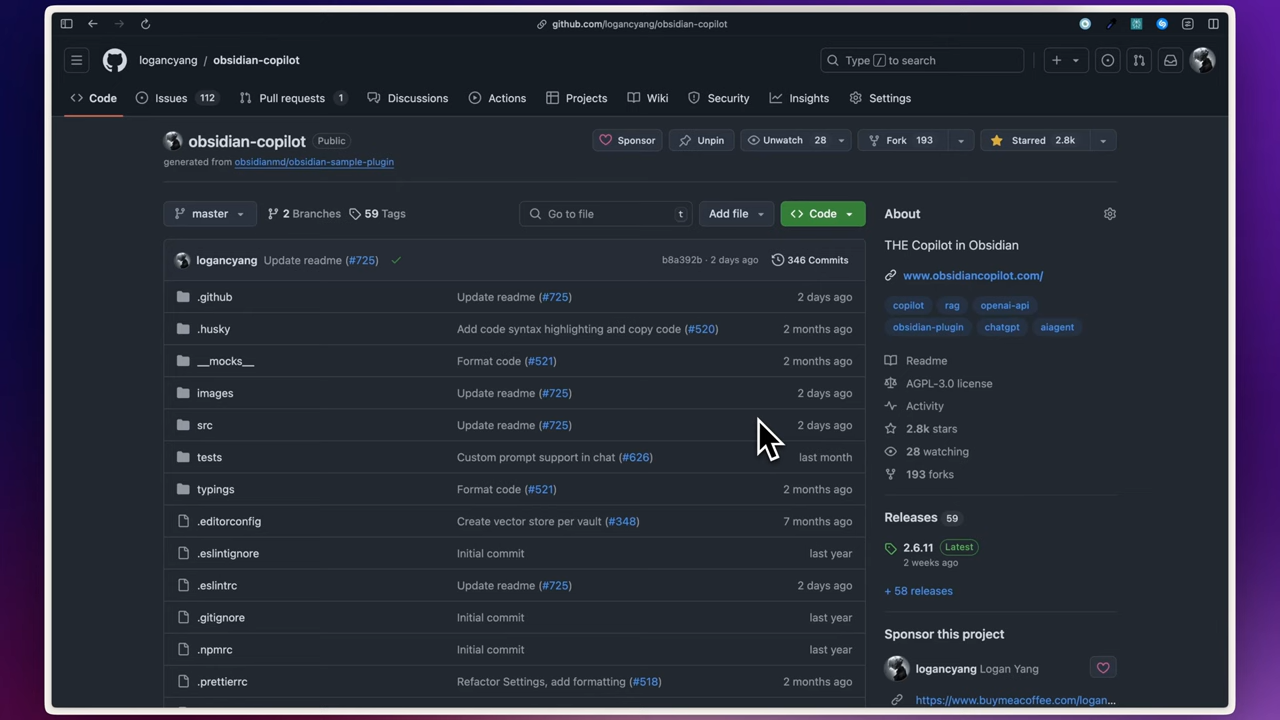 github.com/logancyang/obsidian-copilot
logancyang / obsidian-copilot
Type / to search
Code Issues 112 Pull requests 1 Discussions Actions Projects Wiki Security Insights Settings
obsidian-copilot Public
Sponsor Unpin Unwatch 28 Fork 193 Starred 2.8k
generated from obsidianmd/obsidian-sample-plugin
master 2 Branches 59 Tags Go to file t Add file Code
logancyang Update readme (#725) b8a392b · 2 days ago 346 Commits
.github Update readme (#725) 2 days ago
.husky Add code syntax highlighting and copy code (#520) 2 months ago
__mocks__ Format code (#521) 2 months ago
images Update readme (#725) 2 days ago
src Update readme (#725) 2 days ago
tests Custom prompt support in chat (#626) last month
typings Format code (#521) 2 months ago
.editorconfig Create vector store per vault (#348) 7 months ago
.eslintignore Initial commit last year
.eslintrc Update readme (#725) 2 days ago
.gitignore Initial commit last year
.npmrc Initial commit last year
.prettierrc Refactor Settings, add formatting (#518) 2 months ago
About
THE Copilot in Obsidian
www.obsidiancopilot.com/
copilot rag openai-api
obsidian-plugin chatgpt aiagent
Readme
AGPL-3.0 license
Activity
2.8k stars
28 watching
193 forks
Releases 59
2.6.11 Latest
2 weeks ago
+ 58 releases
Sponsor this project
logancyang Logan Yang
https://www.buymeacoffee.com/logan...